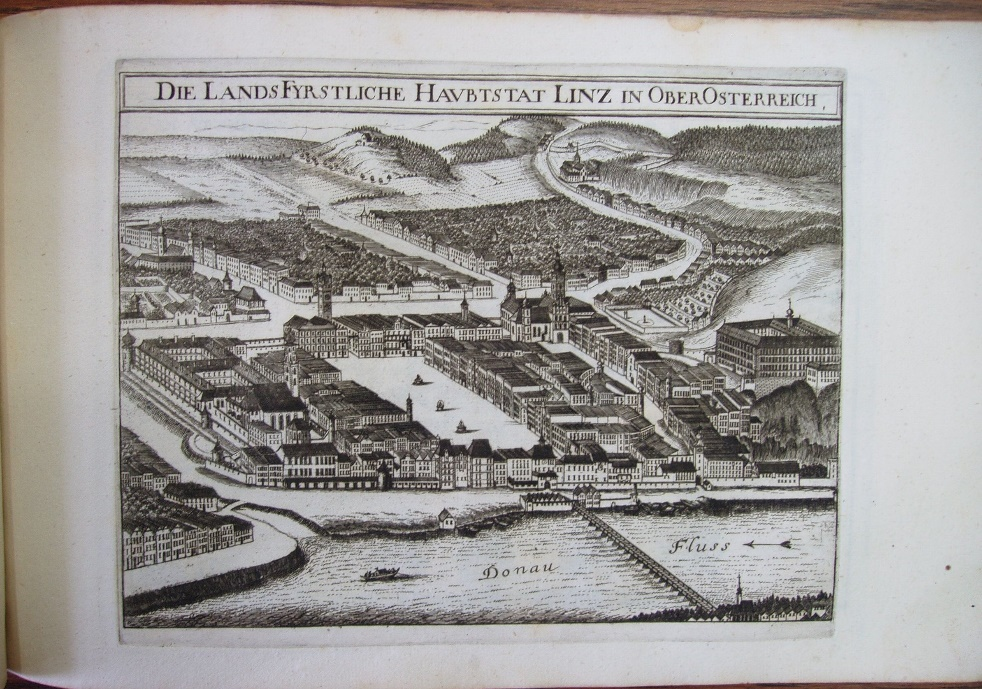 DIE LANDSFYRSTLICHE HAVBTSTAT LINZ IN OBEROSTERREICH,
Fluss
Donau